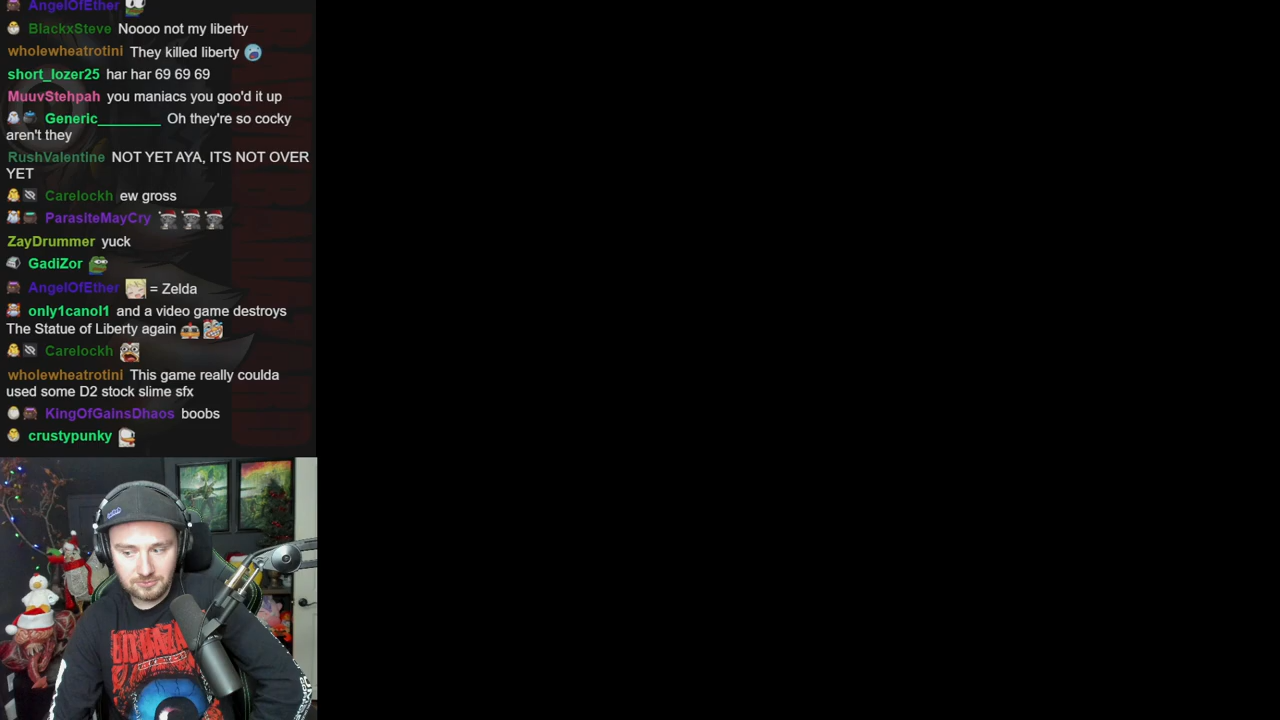 AngelOfEther
BlackxSteve Noooo not my liberty
wholewheatrotini They killed liberty
short_lozer25 har har 69 69 69
MuuvStehpah you maniacs you goo'd it up
Generic________ Oh they're so cocky
aren't they
RushValentine NOT YET AYA, ITS NOT OVER
YET
Carelockh ew gross
ParasiteMayCry
ZayDrummer yuck
GadiZor
AngelOfEther = Zelda
only1canol1 and a video game destroys
The Statue of Liberty again
Carelockh
wholewheatrotini This game really coulda
used some D2 stock slime sfx
KingOfGainsDhaos boobs
crustypunky